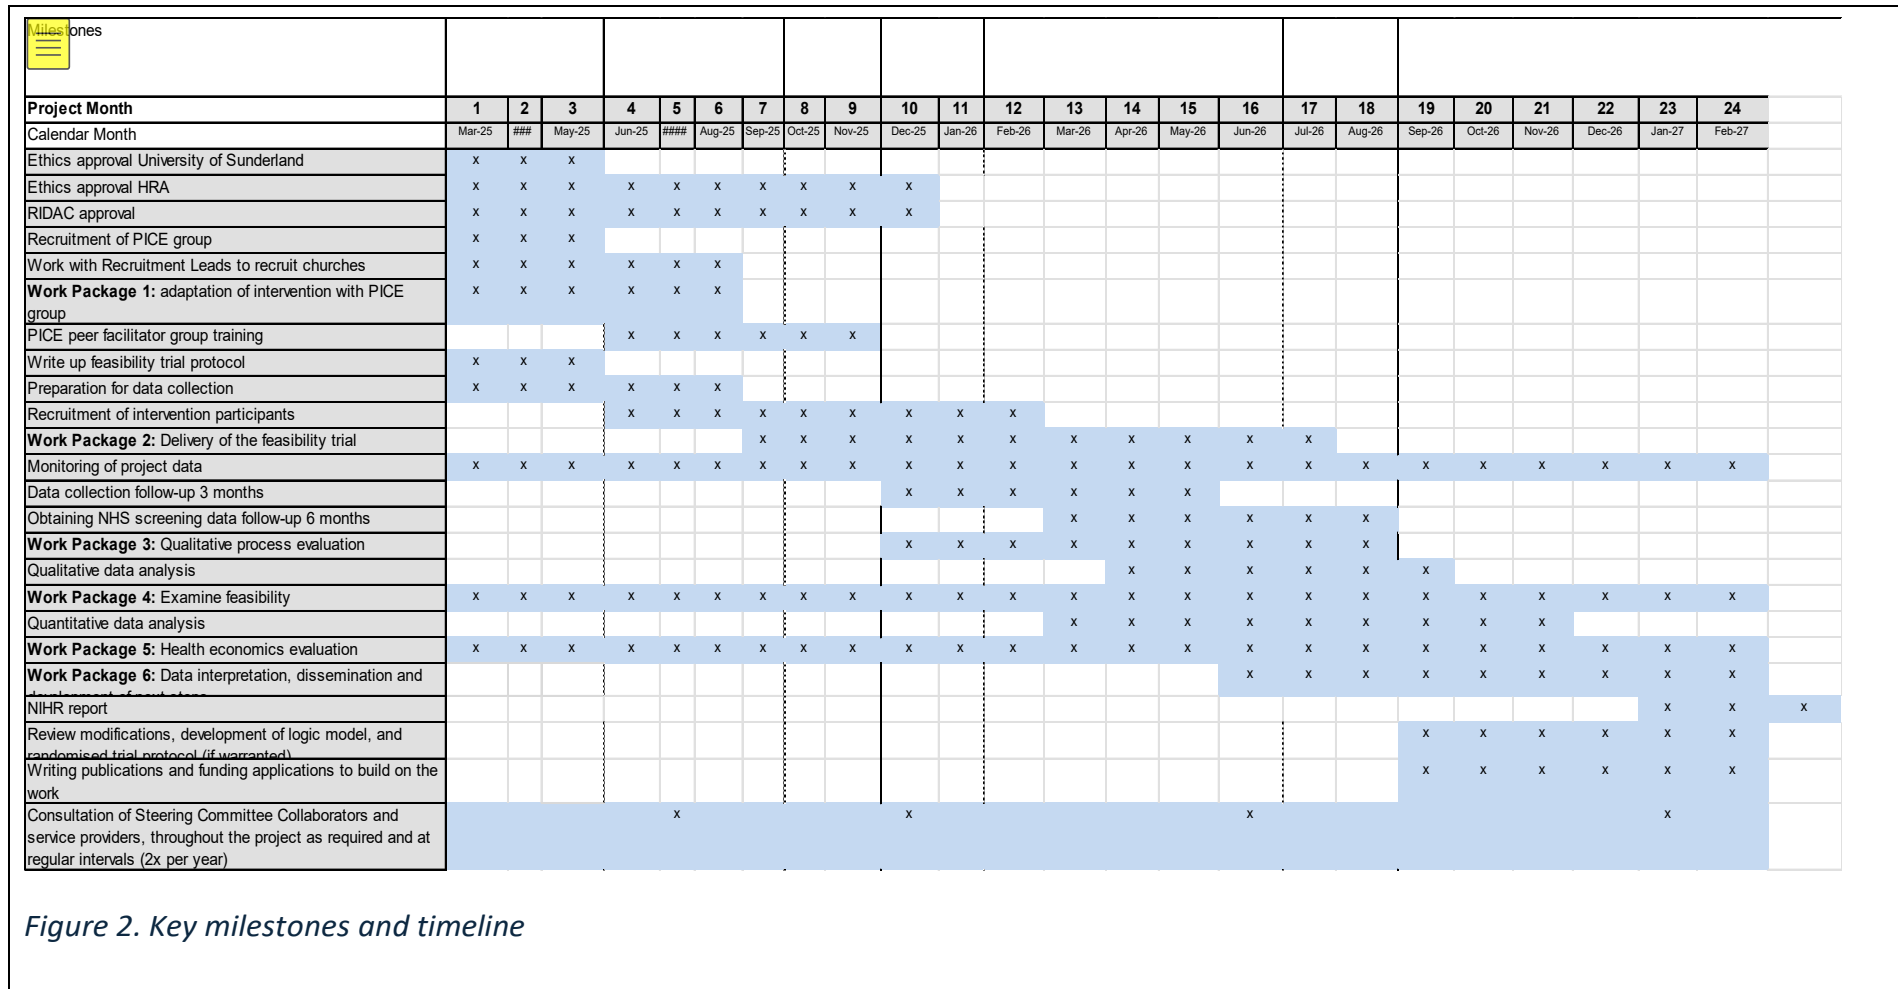 Milestones
Project Month 1 2 3 4 5 6 7 8 9 10 11 12 13 14 15 16 17 18 19 20 21 22 23 24
Calendar Month Mar-25 ### May-25 Jun-25 #### Aug-25 Sep-25 Oct-25 Nov-25 Dec-25 Jan-26 Feb-26 Mar-26 Apr-26 May-26 Jun-26 Jul-26 Aug-26 Sep-26 Oct-26 Nov-26 Dec-26 Jan-27 Feb-27
Ethics approval University of Sunderland x x x
Ethics approval HRA x x x x x x x x x x
RIDAC approval x x x x x x x x x x
Recruitment of PICE group x x x
Work with Recruitment Leads to recruit churches x x x x x x
Work Package 1: adaptation of intervention with PICE x x x x x x
group
PICE peer facilitator group training x x x x x x
Write up feasibility trial protocol x x x
Preparation for data collection x x x x x x
Recruitment of intervention participants x x x x x x x x x
Work Package 2: Delivery of the feasibility trial x x x x x x x x x x x
Monitoring of project data x x x x x x x x x x x x x x x x x x x x x x x x
Data collection follow-up 3 months x x x x x x
Obtaining NHS screening data follow-up 6 months x x x x x x
Work Package 3: Qualitative process evaluation x x x x x x x x x
Qualitative data analysis x x x x x x
Work Package 4: Examine feasibility x x x x x x x x x x x x x x x x x x x x x x x x
Quantitative data analysis x x x x x x x x x
Work Package 5: Health economics evaluation x x x x x x x x x x x x x x x x x x x x x x x x
Work Package 6: Data interpretation, dissemination and x x x x x x x x x
development of next steps
NIHR report x x x
Review modifications, development of logic model, and x x x x x x
randomised trial protocol (if warranted)
Writing publications and funding applications to build on the x x x x x x
work
Consultation of Steering Committee Collaborators and x x x x
service providers, throughout the project as required and at
regular intervals (2x per year)
Figure 2. Key milestones and timeline